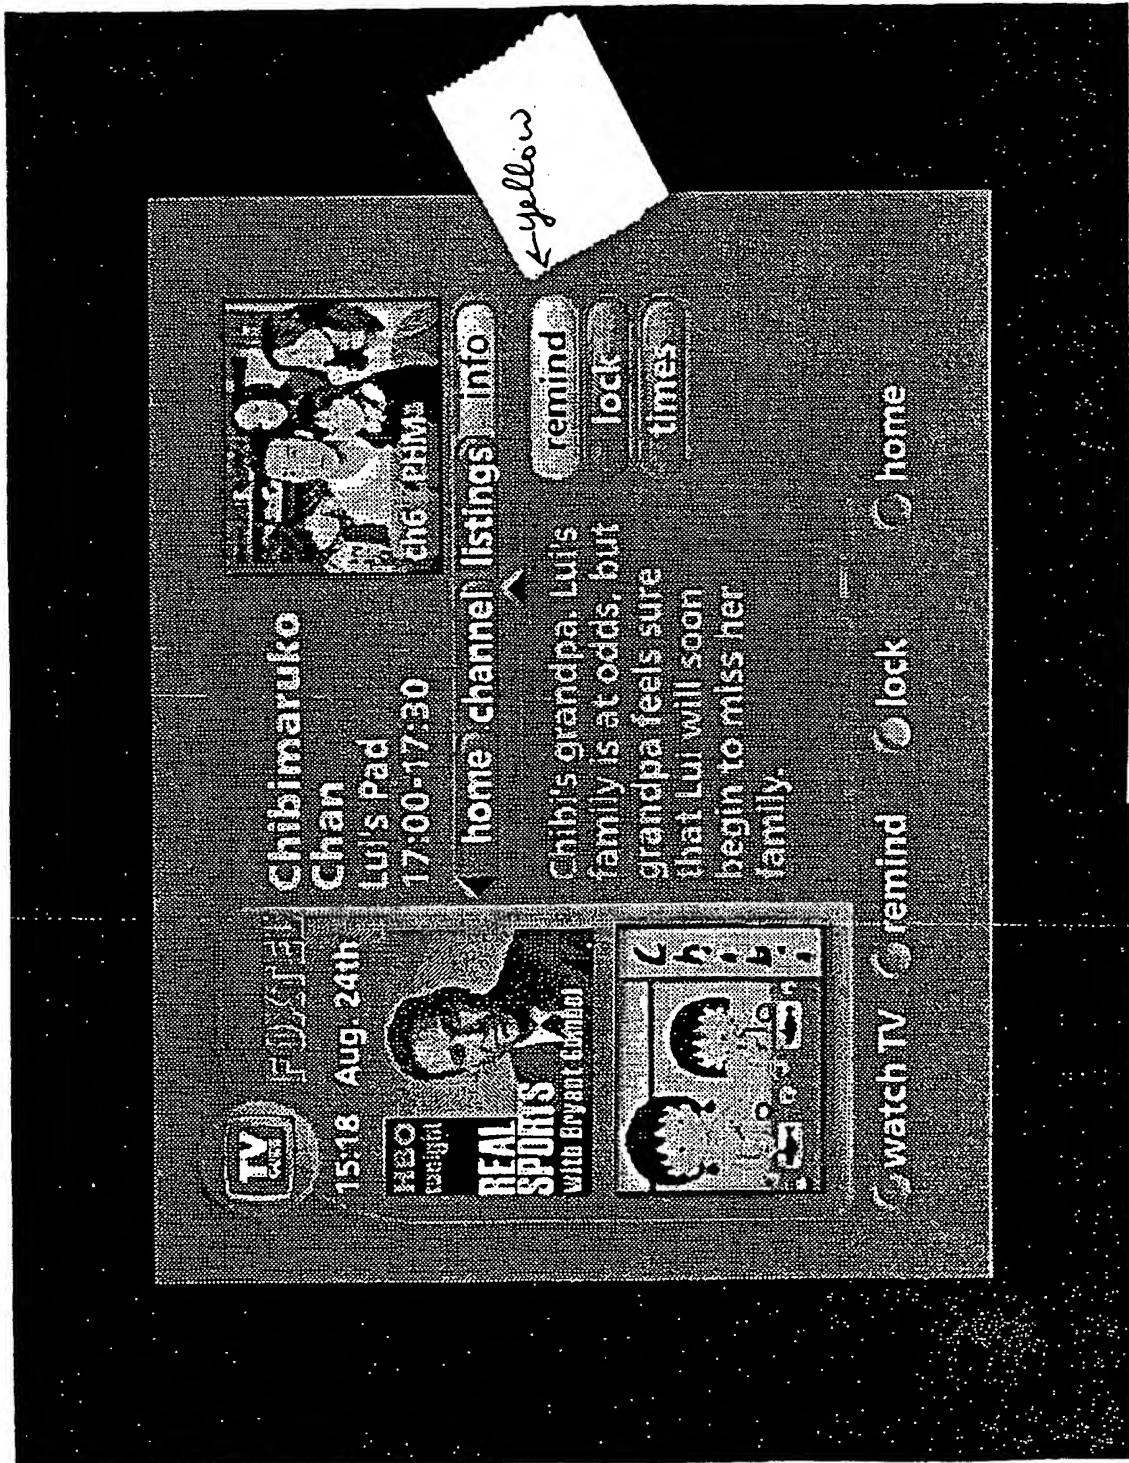 TV
GUIDE
FOXTEL
15:18 Aug. 24th
HBO
tonight
REAL
SPORTS
with Bryant Gumbel
Chibi
Chibimaruko
Chan
Lui's Pad
17:00-17:30
home channel listings info
Chibi's grandpa. Lui's
family is at odds, but
grandpa feels sure
that Lui will soon
begin to miss her
family.
remind
lock
times
watch TV remind lock home
←yellow